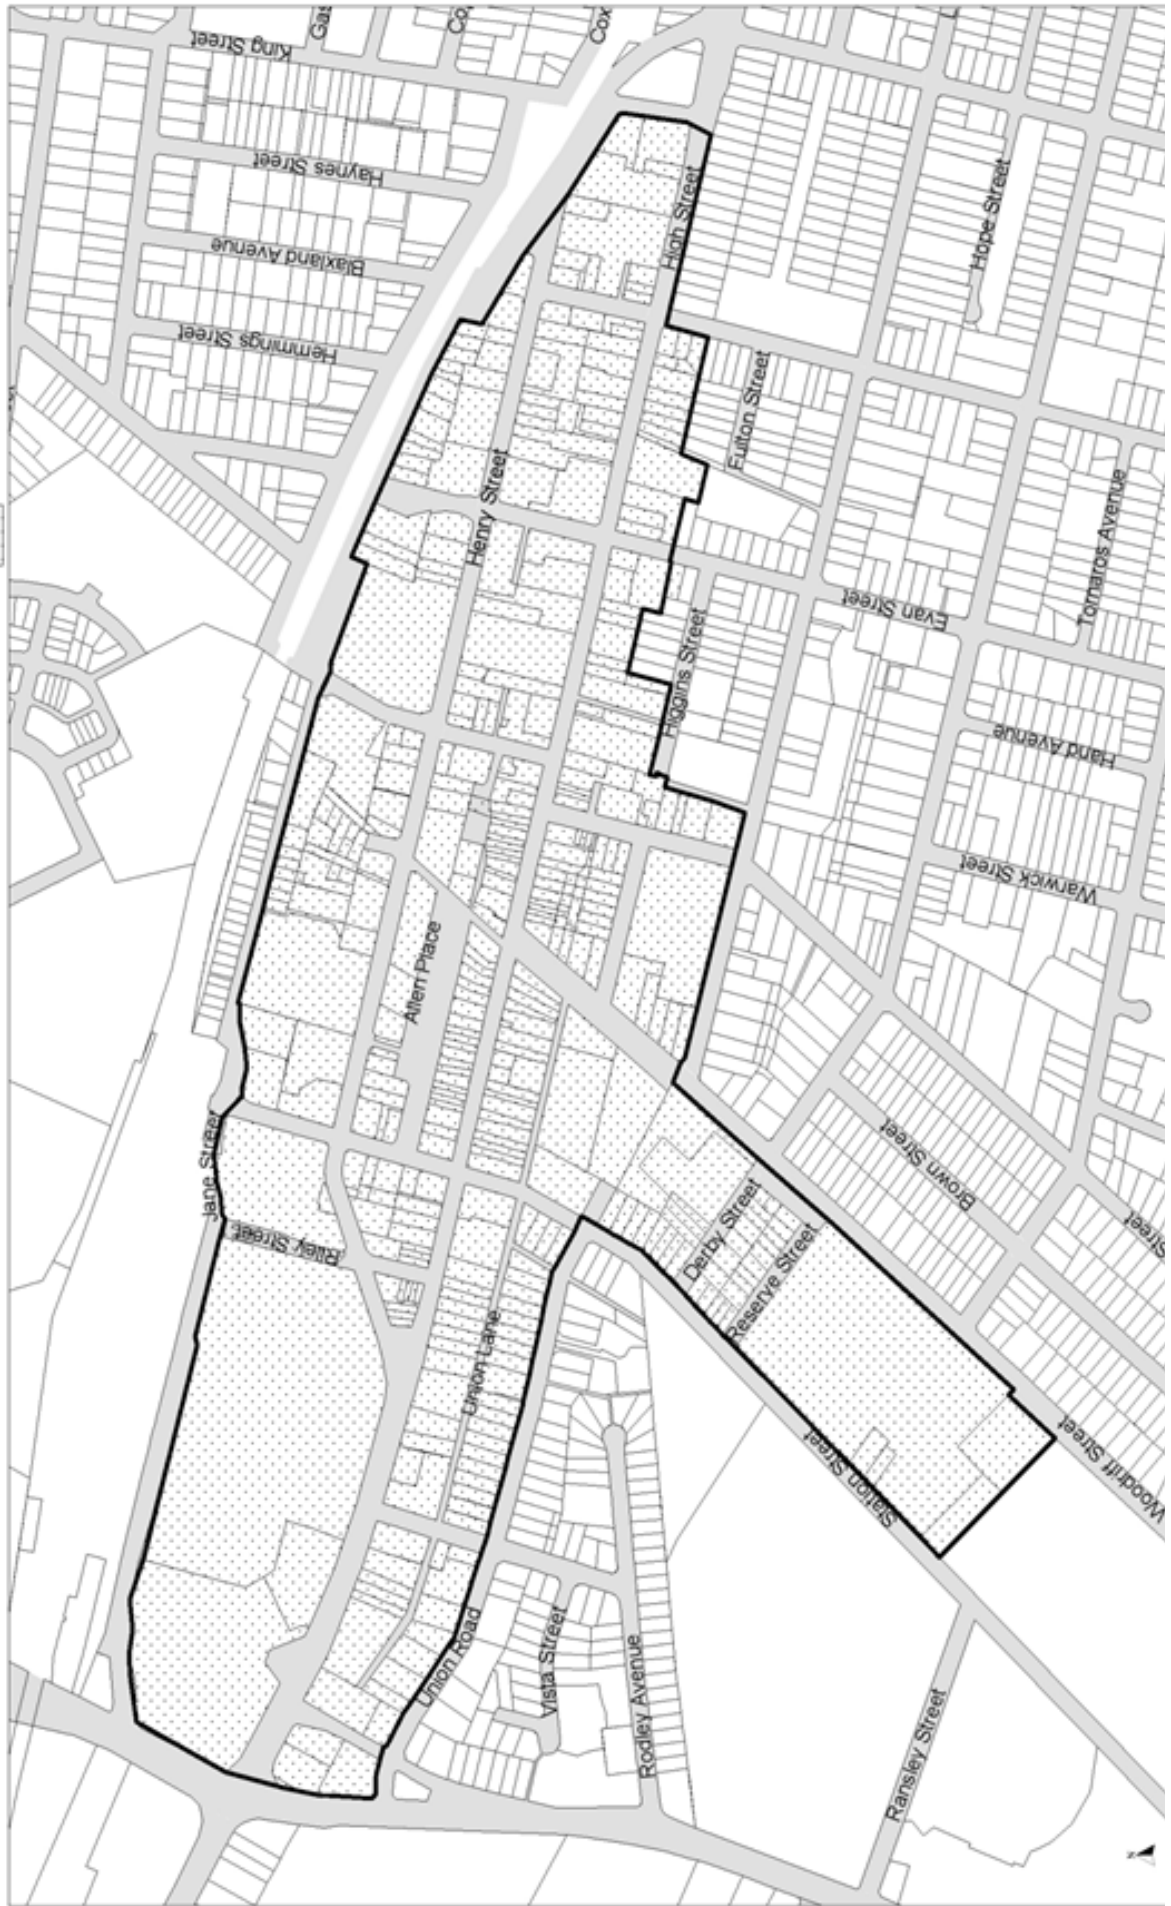 King Street
Haynes Street
Blaxland Avenue
Hemmings Street
High Street
Hope Street
Fulton Street
Henry Street
Tornaros Avenue
Evan Street
Higgins Street
Hand Avenue
Warwick Street
Allen Place
Jane Street
Riley Street
Brown Street
Street
Derby Street
Reserve Street
Union Lane
Station Street
Woodriff Street
Union Road
Vista Street
Rodley Avenue
Ransley Street
N